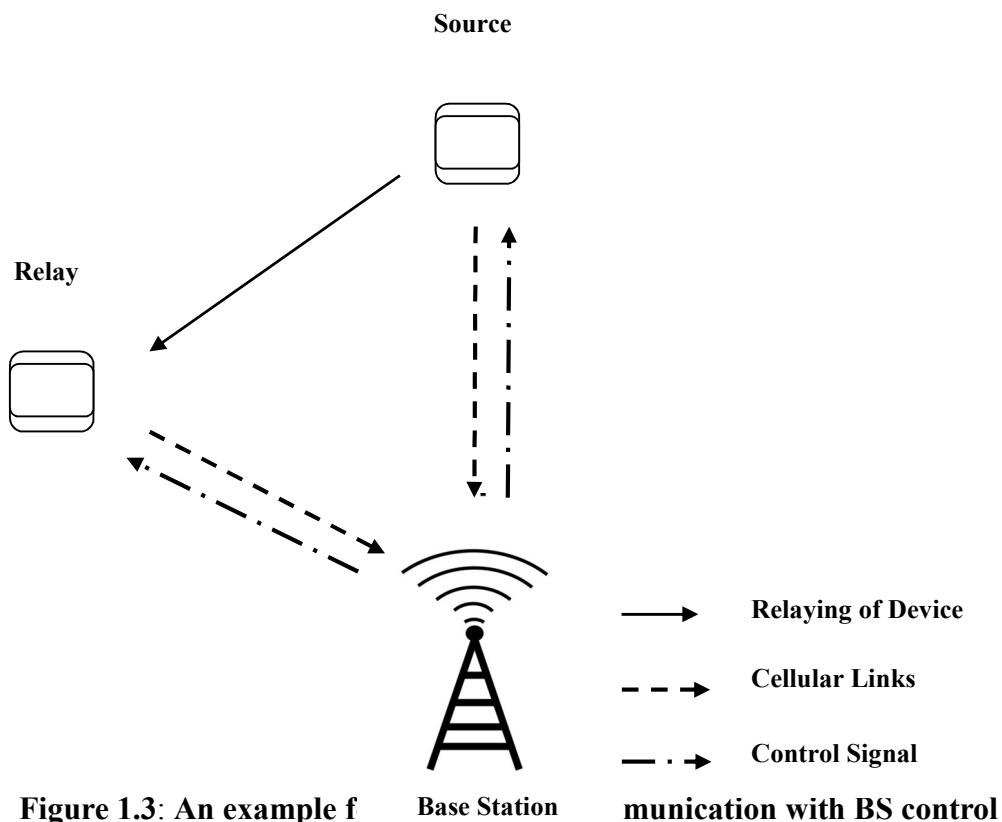 Source
Relay
Relaying of Device
Cellular Links
Control Signal
Base Station
Figure 1.3: An example f munication with BS control